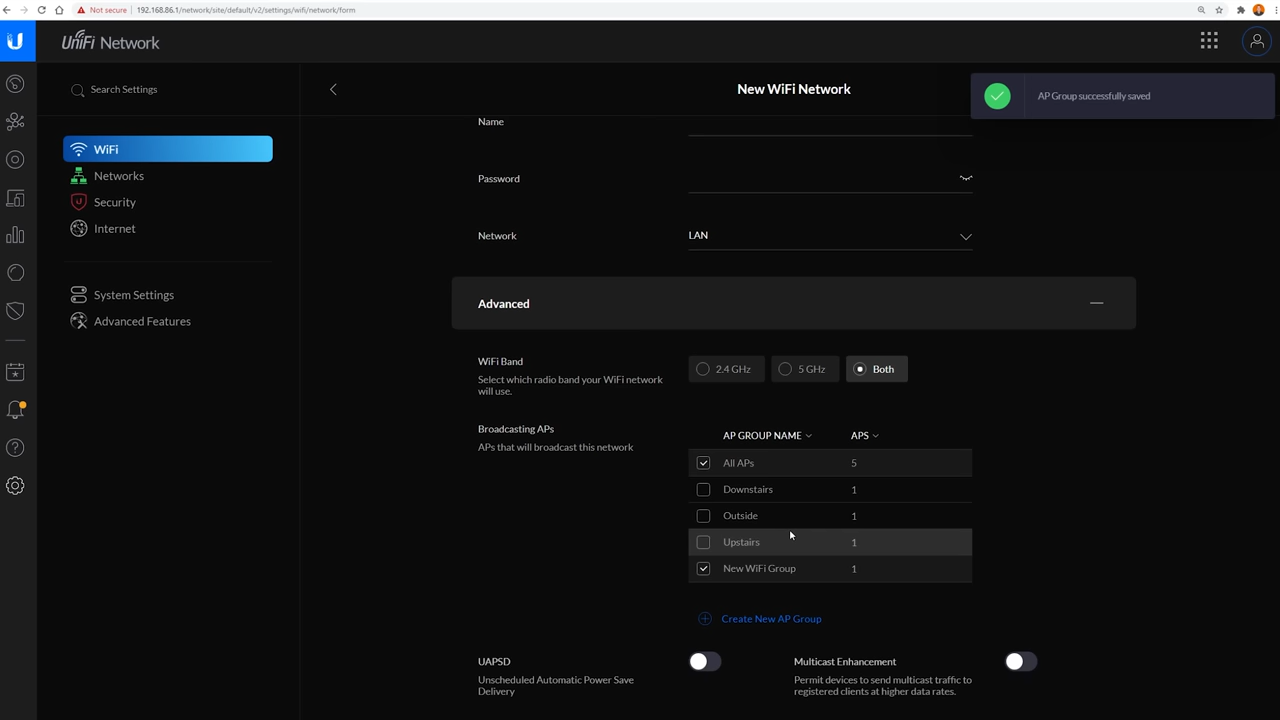 Not secure
192.168.86.1/network/site/default/v2/settings/wifi/network/form
UniFi Network
Search Settings
New WiFi Network
AP Group successfully saved
WiFi
Networks
Security
Internet
System Settings
Advanced Features
Name
Password
Network
LAN
Advanced
WiFi Band
Select which radio band your WiFi network
will use.
2.4 GHz
5 GHz
Both
Broadcasting APs
APs that will broadcast this network
AP GROUP NAME
APS
All APs
5
Downstairs
1
Outside
1
Upstairs
1
New WiFi Group
1
Create New AP Group
UAPSD
Unscheduled Automatic Power Save
Delivery
Multicast Enhancement
Permit devices to send multicast traffic to
registered clients at higher data rates.